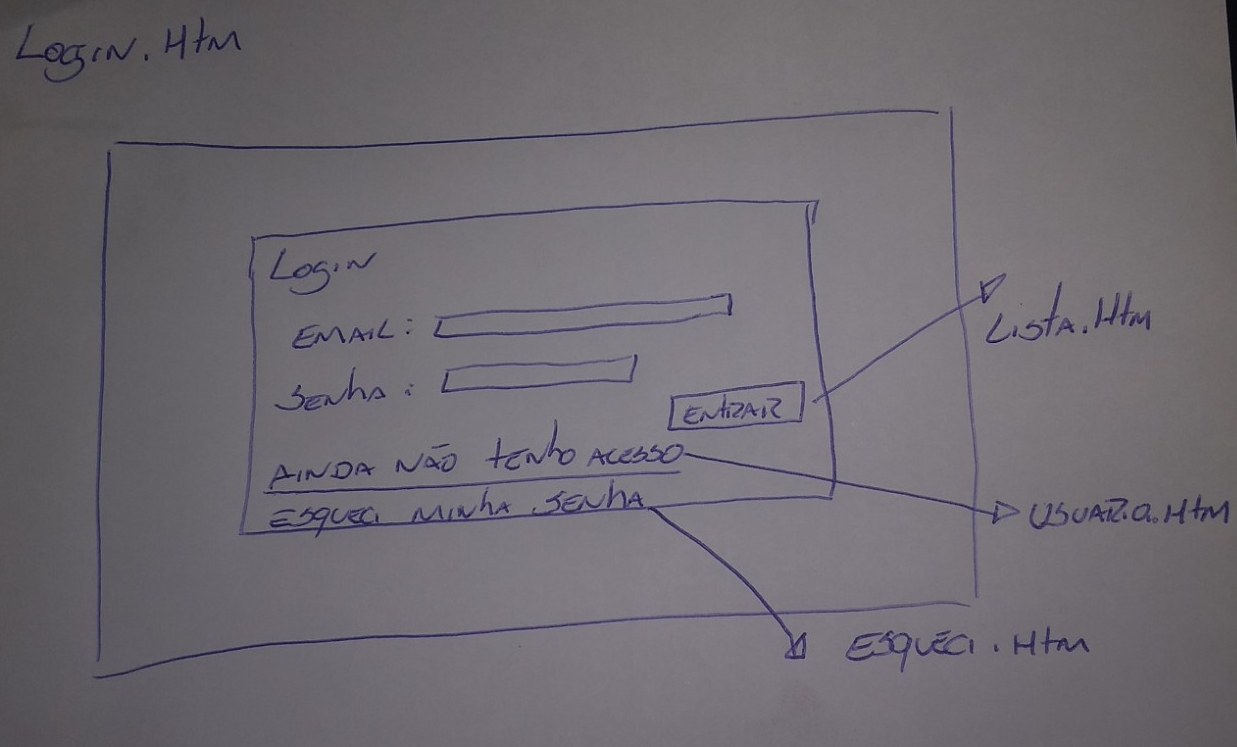 Login.Htm
Login
EMAIL:
Lista.Htm
SENHA:
ENTRAR
AINDA NÃO TENHO ACESSO
ESQUECI MINHA SENHA
USUARIO.HTM
ESQUECI.HTM